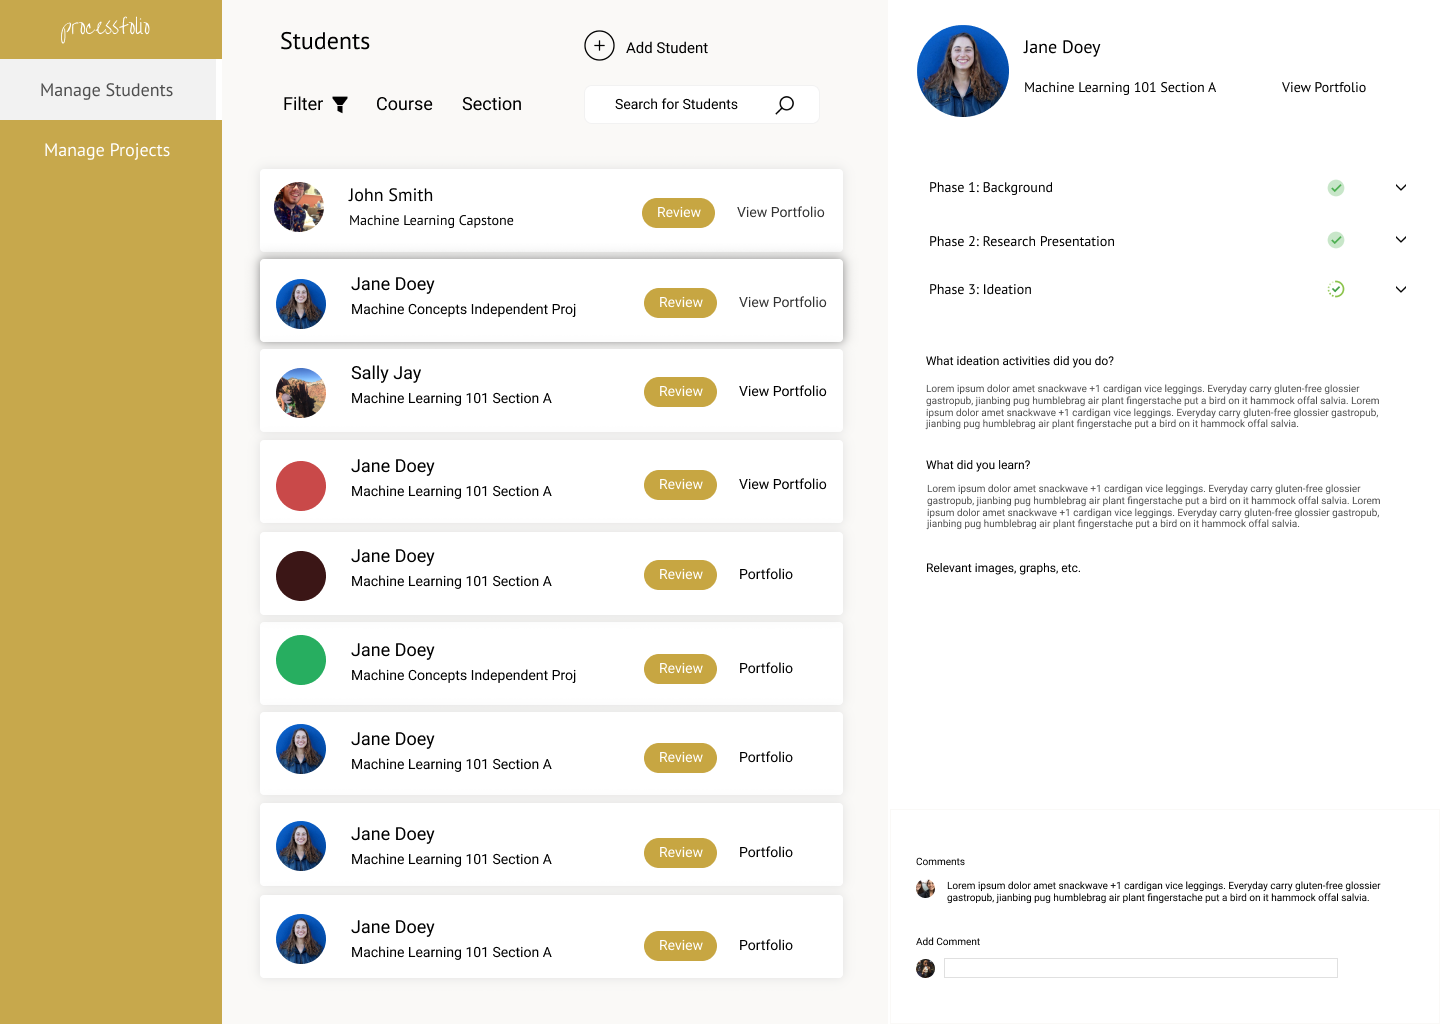 processfolio
Manage Students
Manage Projects
Students
Add Student
Filter
Course
Section
Search for Students
John Smith
Machine Learning Capstone
Review
View Portfolio
Jane Doey
Machine Concepts Independent Proj
Review
View Portfolio
Sally Jay
Machine Learning 101 Section A
Review
View Portfolio
Jane Doey
Machine Learning 101 Section A
Review
View Portfolio
Jane Doey
Machine Learning 101 Section A
Review
Portfolio
Jane Doey
Machine Concepts Independent Proj
Review
Portfolio
Jane Doey
Machine Learning 101 Section A
Review
Portfolio
Jane Doey
Machine Learning 101 Section A
Review
Portfolio
Jane Doey
Machine Learning 101 Section A
Review
Portfolio
Jane Doey
Machine Learning 101 Section A
View Portfolio
Phase 1: Background
Phase 2: Research Presentation
Phase 3: Ideation
What ideation activities did you do?
Lorem ipsum dolor amet snackwave +1 cardigan vice leggings. Everyday carry gluten-free glossier
gastropub, jianbing pug humblebrag air plant fingerstache put a bird on it hammock offal salvia. Lorem
ipsum dolor amet snackwave +1 cardigan vice leggings. Everyday carry gluten-free glossier gastropub,
jianbing pug humblebrag air plant fingerstache put a bird on it hammock offal salvia.
What did you learn?
Lorem ipsum dolor amet snackwave +1 cardigan vice leggings. Everyday carry gluten-free glossier
gastropub, jianbing pug humblebrag air plant fingerstache put a bird on it hammock offal salvia. Lorem
ipsum dolor amet snackwave +1 cardigan vice leggings. Everyday carry gluten-free glossier gastropub,
jianbing pug humblebrag air plant fingerstache put a bird on it hammock offal salvia.
Relevant images, graphs, etc.
Comments
Lorem ipsum dolor amet snackwave +1 cardigan vice leggings. Everyday carry gluten-free glossier
gastropub, jianbing pug humblebrag air plant fingerstache put a bird on it hammock offal salvia.
Add Comment